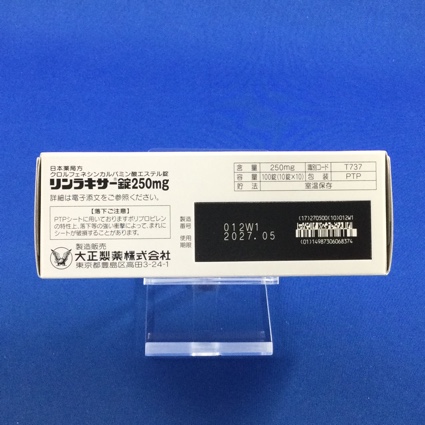 日本薬局方
クロルフェネシンカルバミン酸エステル錠
リンラキサー錠250mg
詳細は電子添文をご参照ください。
【落下ご注意】
PTPシートに用いておりますポリプロピレン
の特性上、落下等の強い衝撃によって、まれに
シートが破損することがあります。
製造販売
大正製薬株式会社
東京都豊島区高田3-24-1
含 量 250mg 識別コード T737
容 量 100錠(10錠×10) 包 装 PTP
貯 法 室温保存
製造
番号
012W1
使用
期限
2027.05
(17)270500(10)012W1
(01)14987306068374